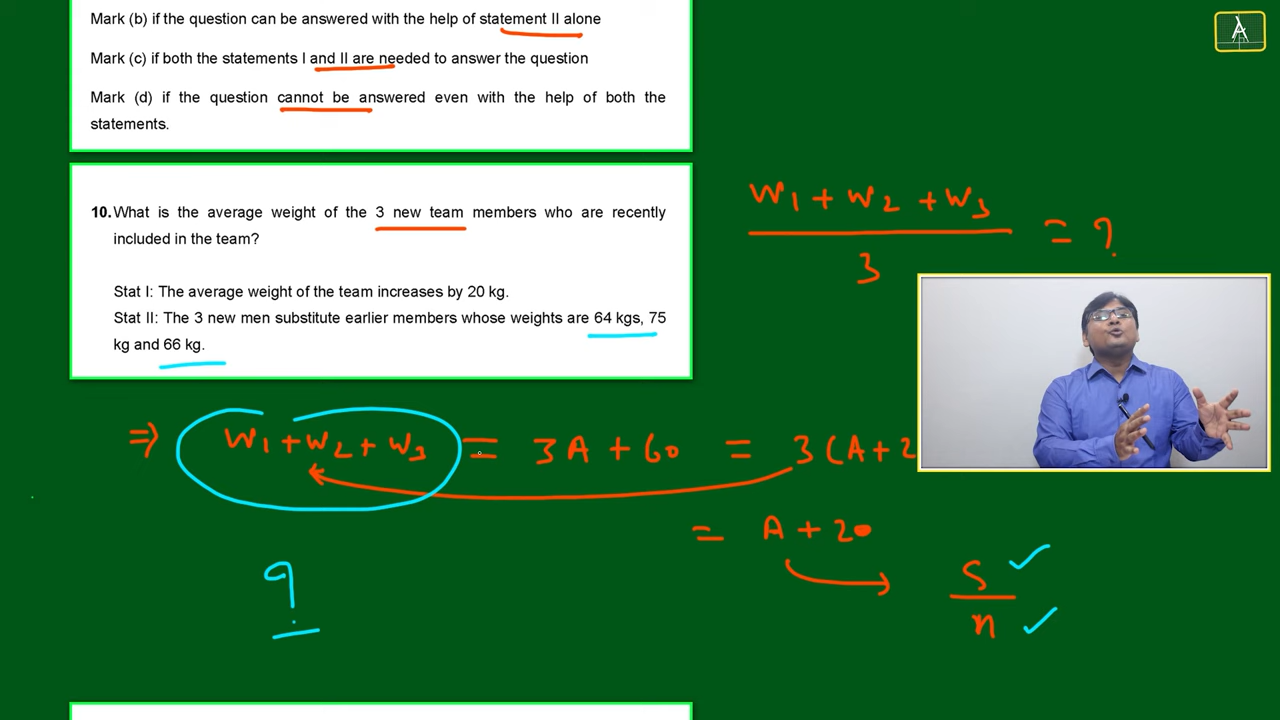 Mark (b) if the question can be answered with the help of statement II alone
Mark (c) if both the statements I and II are needed to answer the question
Mark (d) if the question cannot be answered even with the help of both the
statements.
A
10. What is the average weight of the 3 new team members who are recently
included in the team?
Stat I: The average weight of the team increases by 20 kg.
Stat II: The 3 new men substitute earlier members whose weights are 64 kgs, 75
kg and 66 kg.
W1 + W2 + W3
3
= ?
=> W1 + W2 + W3 = 3A + 60 = 3(A+2
= A + 20
S
n
?